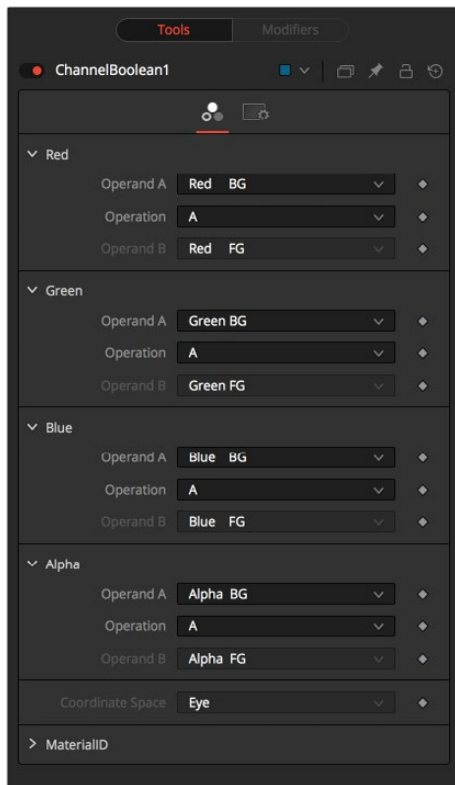 Tools Modifiers
ChannelBoolean1
Red
Operand A Red BG
Operation A
Operand B Red FG
Green
Operand A Green BG
Operation A
Operand B Green FG
Blue
Operand A Blue BG
Operation A
Operand B Blue FG
Alpha
Operand A Alpha BG
Operation A
Operand B Alpha FG
Coordinate Space Eye
MaterialID